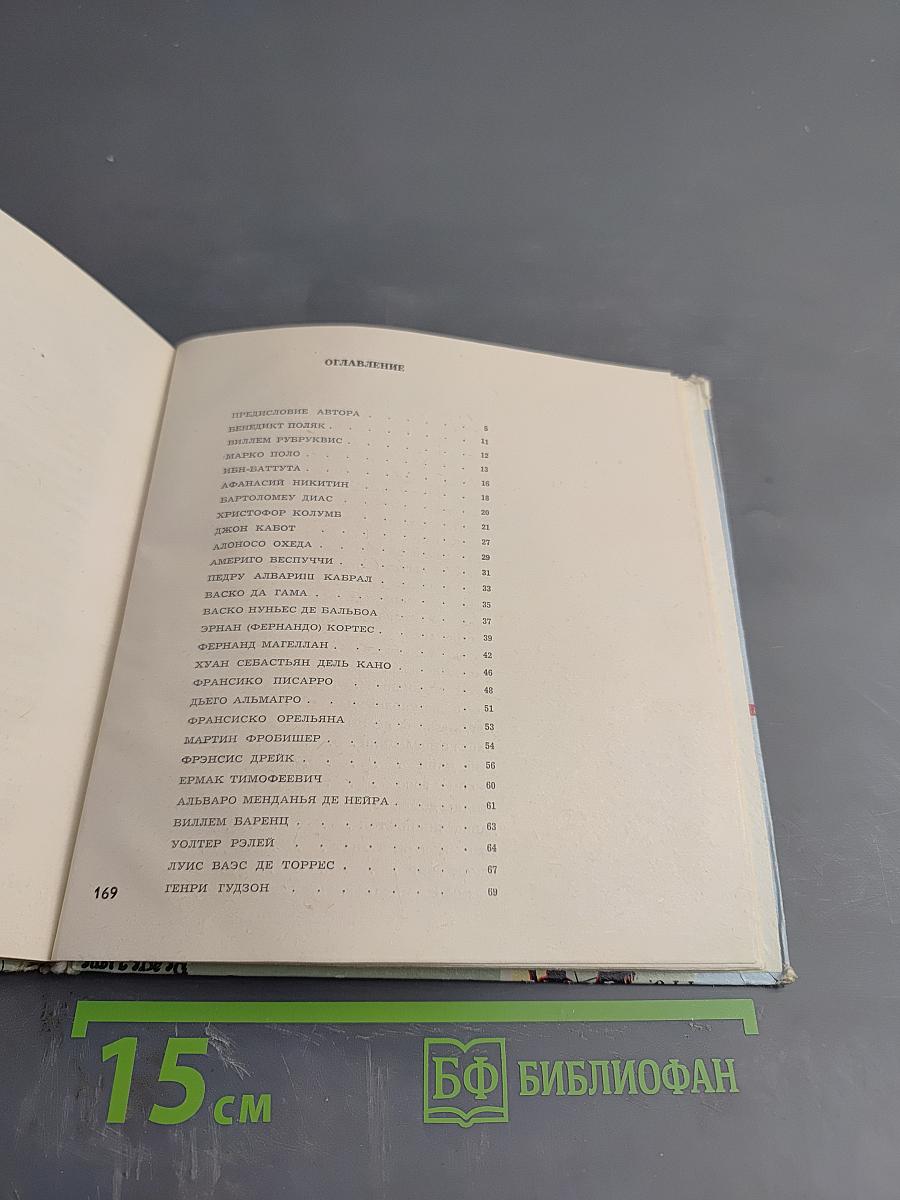 ОГЛАВЛЕНИЕ
ПРЕДИСЛОВИЕ АВТОРА . . . . . . 5
БЕНЕДИКТ ПОЛЯК . . . . . . . 11
ВИЛЛЕМ РУБРУКВИС . . . . . . 12
МАРКО ПОЛО . . . . . . . 13
ИБН-БАТТУТА . . . . . . . 16
АФАНАСИЙ НИКИТИН . . . . . . 18
БАРТОЛОМЕУ ДИАС . . . . . . 20
ХРИСТОФОР КОЛУМБ . . . . . . 21
ДЖОН КАБОТ . . . . . . . 27
АЛОНОСО ОХЕДА . . . . . . . 29
АМЕРИГО ВЕСПУЧЧИ . . . . . . 31
ПЕДРУ АЛВАРИШ КАБРАЛ . . . . . 33
ВАСКО ДА ГАМА . . . . . . . 35
ВАСКО НУНЬЕС ДЕ БАЛЬБОА . . . . 37
ЭРНАН (ФЕРНАНДО) КОРТЕС . . . . . 39
ФЕРНАНД МАГЕЛЛАН . . . . . . 42
ХУАН СЕБАСТЬЯН ДЕЛЬ КАНО . . . . 46
ФРАНСИКО ПИСАРРО . . . . . . 48
ДЬЕГО АЛЬМАГРО . . . . . . . 51
ФРАНСИСКО ОРЕЛЬЯНА . . . . . 53
МАРТИН ФРОБИШЕР . . . . . . . 54
ФРЭНСИС ДРЕЙК . . . . . . . 56
ЕРМАК ТИМОФЕЕВИЧ . . . . . . 60
АЛЬВАРО МЕНДАНЬЯ ДЕ НЕЙРА . . . . 61
ВИЛЛЕМ БАРЕНЦ . . . . . . . . 63
УОЛТЕР РЭЛЕЙ . . . . . . . . 64
ЛУИС ВАЭС ДЕ ТОРРЕС . . . . . . 67
ГЕНРИ ГУДЗОН . . . . . . . . 69
169
15 СМ
БФ БИБЛИОФАН